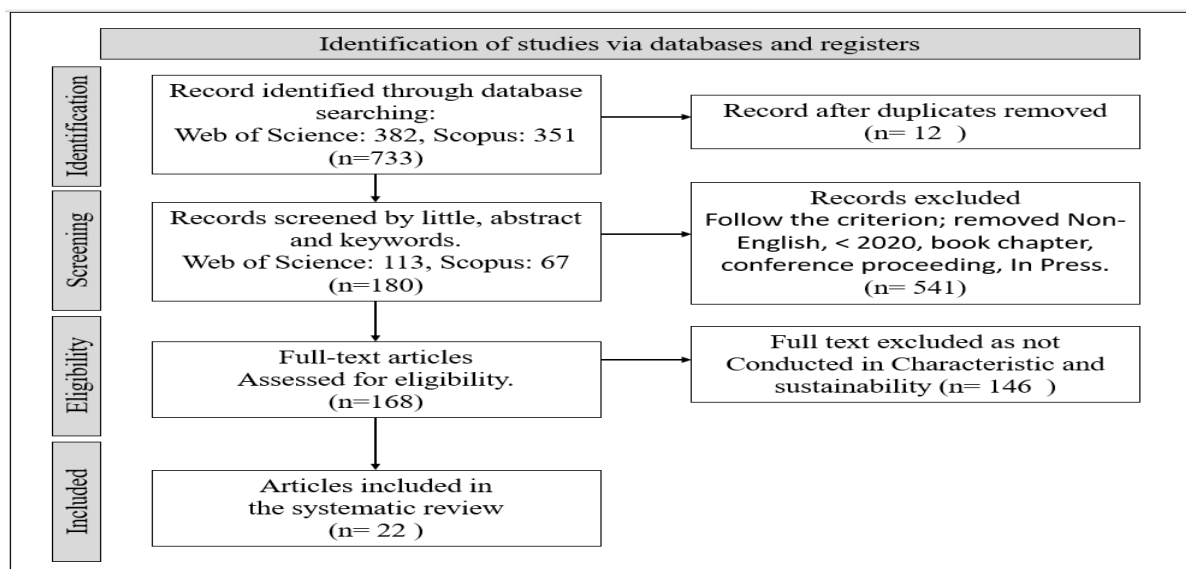 Identification of studies via databases and registers
Identification
Record identified through database
searching:
Web of Science: 382, Scopus: 351
(n=733)
Record after duplicates removed
(n= 12 )
Screening
Records screened by little, abstract
and keywords.
Web of Science: 113, Scopus: 67
(n=180)
Records excluded
Follow the criterion; removed Non-
English, < 2020, book chapter,
conference proceeding, In Press.
(n= 541)
Eligibility
Full-text articles
Assessed for eligibility.
(n=168)
Full text excluded as not
Conducted in Characteristic and
sustainability (n= 146 )
Included
Articles included in
the systematic review
(n= 22 )